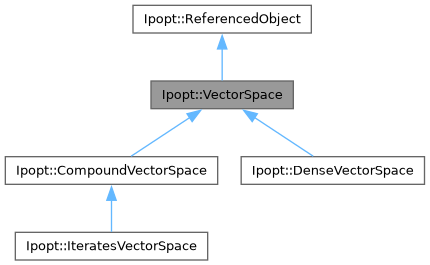 Ipopt::ReferencedObject
Ipopt::VectorSpace
Ipopt::CompoundVectorSpace
Ipopt::DenseVectorSpace
Ipopt::IteratesVectorSpace